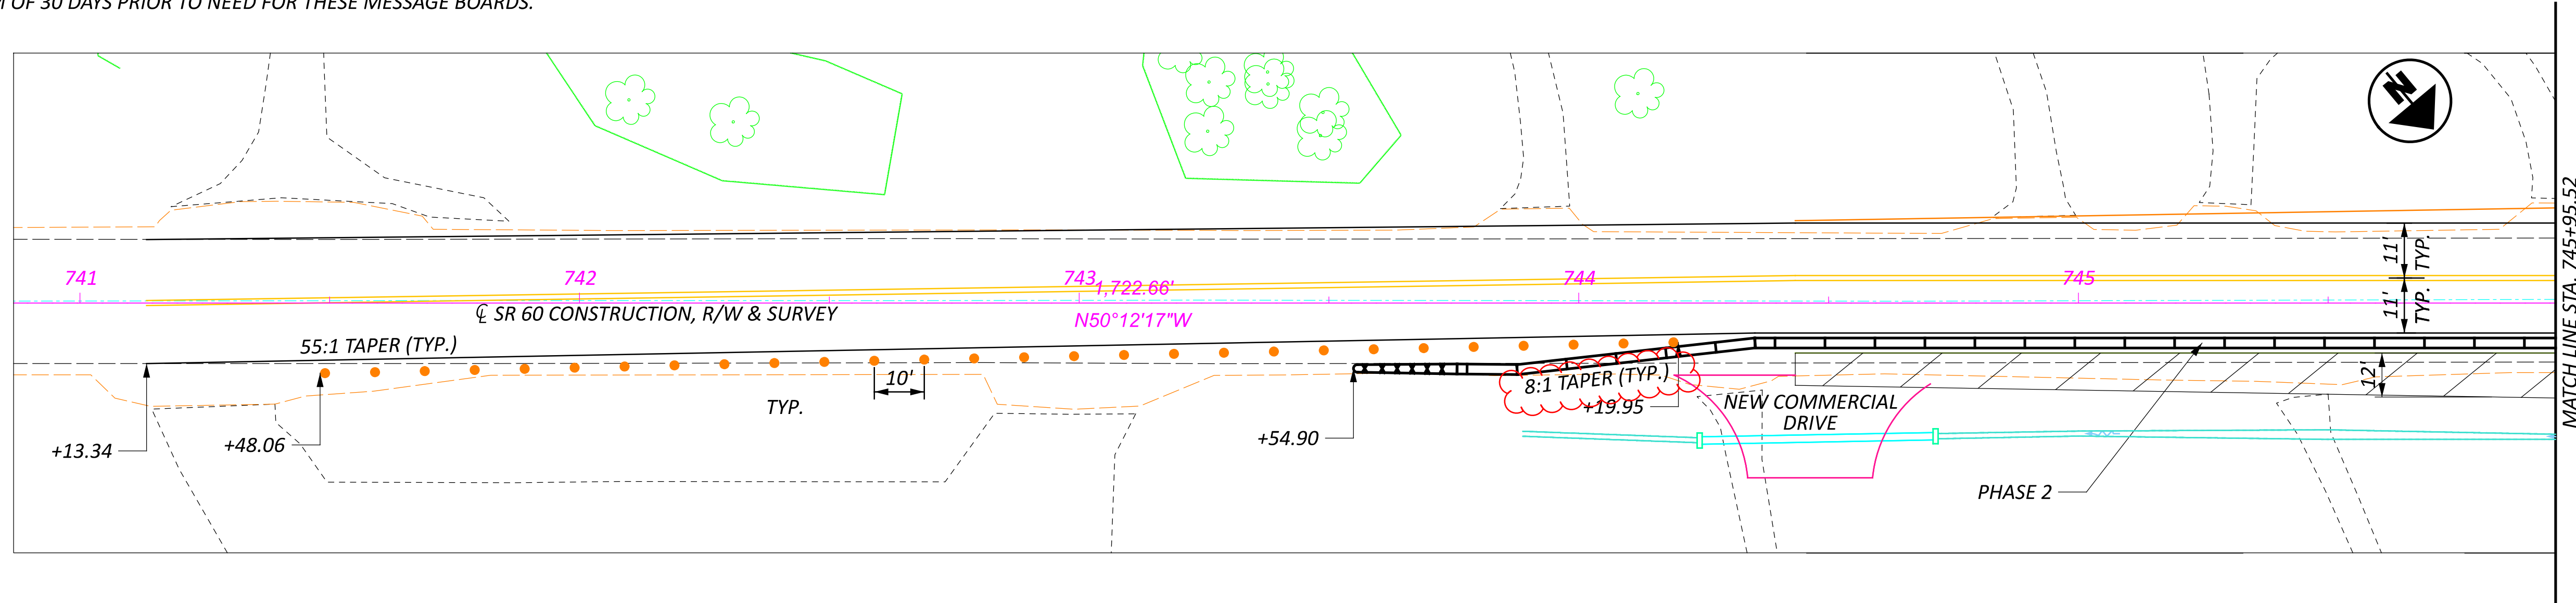 M OF 30 DAYS PRIOR TO NEED FOR THESE MESSAGE BOARDS.
N
741
742
743
744
745
1,722.66'
℄ SR 60 CONSTRUCTION, R/W & SURVEY
N50°12'17"W
11'
TYP.
11'
TYP.
MATCH LINE STA. 745+95.52
55:1 TAPER (TYP.)
10'
TYP.
8:1 TAPER (TYP.)
12'
+19.95
NEW COMMERCIAL
DRIVE
+13.34
+48.06
+54.90
PHASE 2